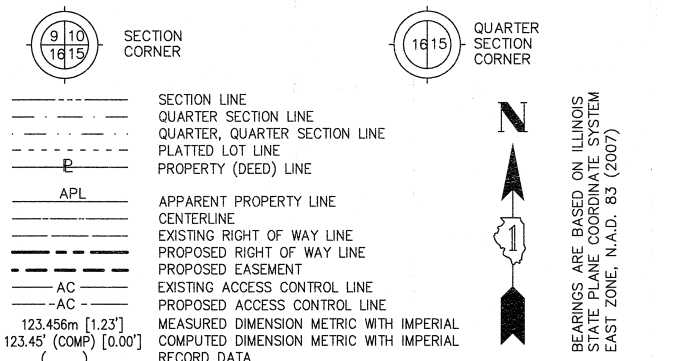 9 10
16 15
SECTION
CORNER
16 15
QUARTER
SECTION
CORNER
SECTION LINE
QUARTER SECTION LINE
QUARTER, QUARTER SECTION LINE
PLATTED LOT LINE
PL PROPERTY (DEED) LINE
APL APPARENT PROPERTY LINE
CENTERLINE
EXISTING RIGHT OF WAY LINE
PROPOSED RIGHT OF WAY LINE
PROPOSED EASEMENT
AC EXISTING ACCESS CONTROL LINE
AC PROPOSED ACCESS CONTROL LINE
123.456m [1.23'] MEASURED DIMENSION METRIC WITH IMPERIAL
123.45' (COMP) [0.00'] COMPUTED DIMENSION METRIC WITH IMPERIAL
( ) RECORD DATA
N
1
BEARINGS ARE BASED ON ILLINOIS
STATE PLANE COORDINATE SYSTEM
EAST ZONE, N.A.D. 83 (2007)